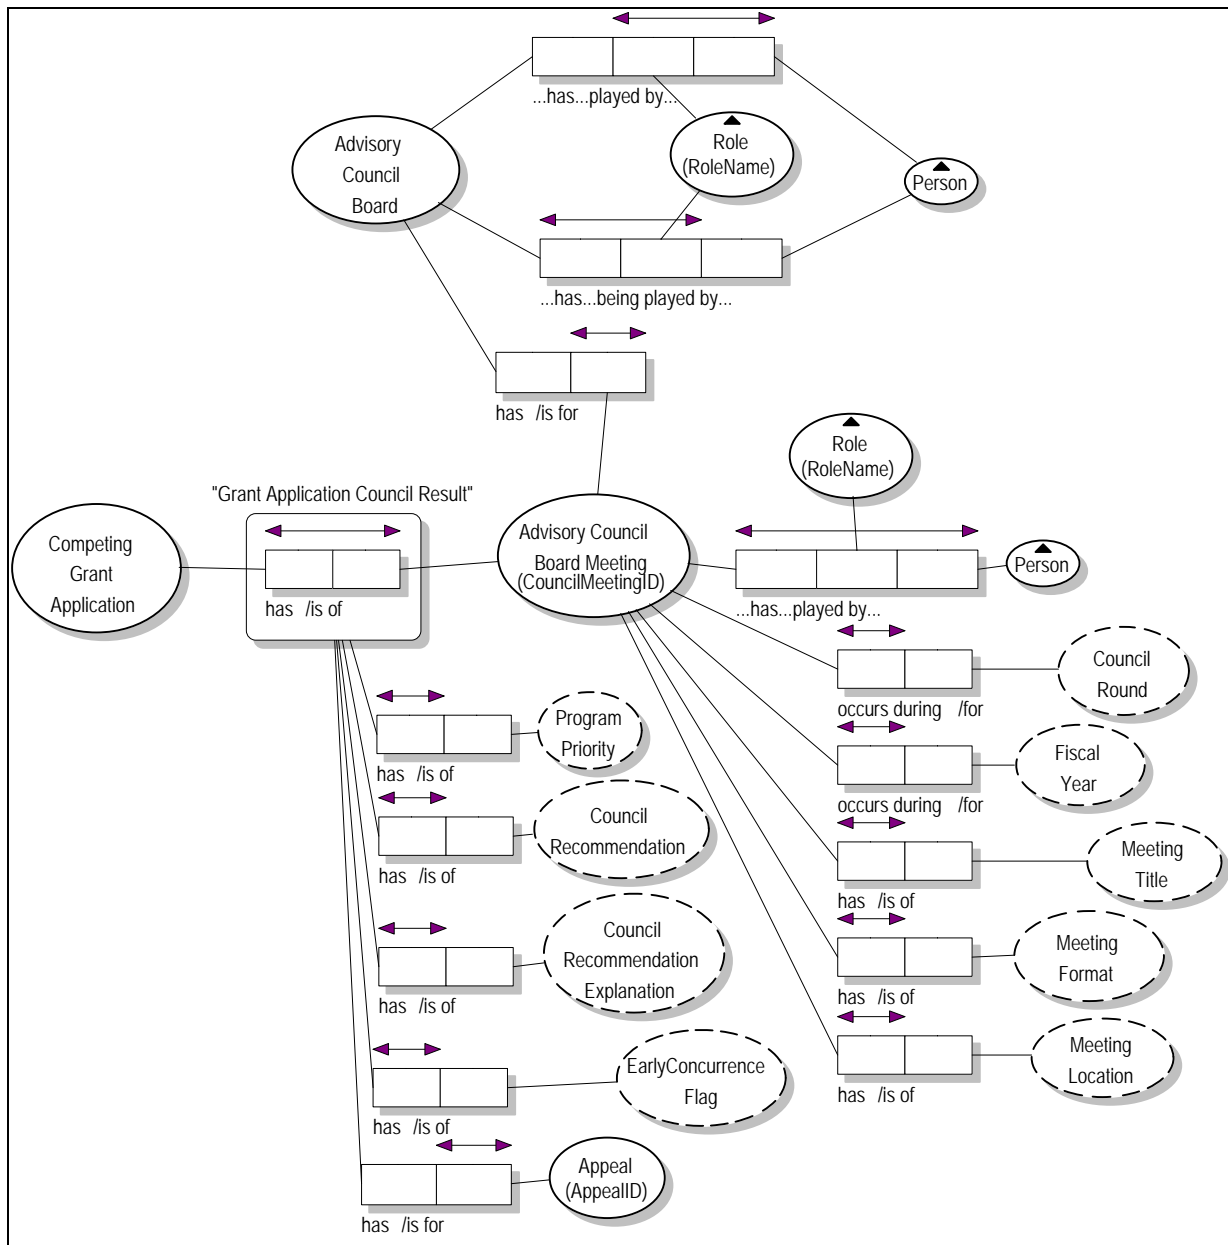 ...has...played by...
Advisory
Council
Board
Role
(RoleName)
Person
...has...being played by...
has /is for
Role
(RoleName)
"Grant Application Council Result"
Competing
Grant
Application
has /is of
Advisory Council
Board Meeting
(CouncilMeetingID)
Person
...has...played by...
Council
Round
occurs during /for
Program
Priority
has /is of
Fiscal
Year
occurs during /for
Council
Recommendation
has /is of
Meeting
Title
has /is of
Council
Recommendation
Explanation
has /is of
Meeting
Format
has /is of
EarlyConcurrence
Flag
has /is of
Meeting
Location
has /is of
Appeal
(AppealID)
has /is for